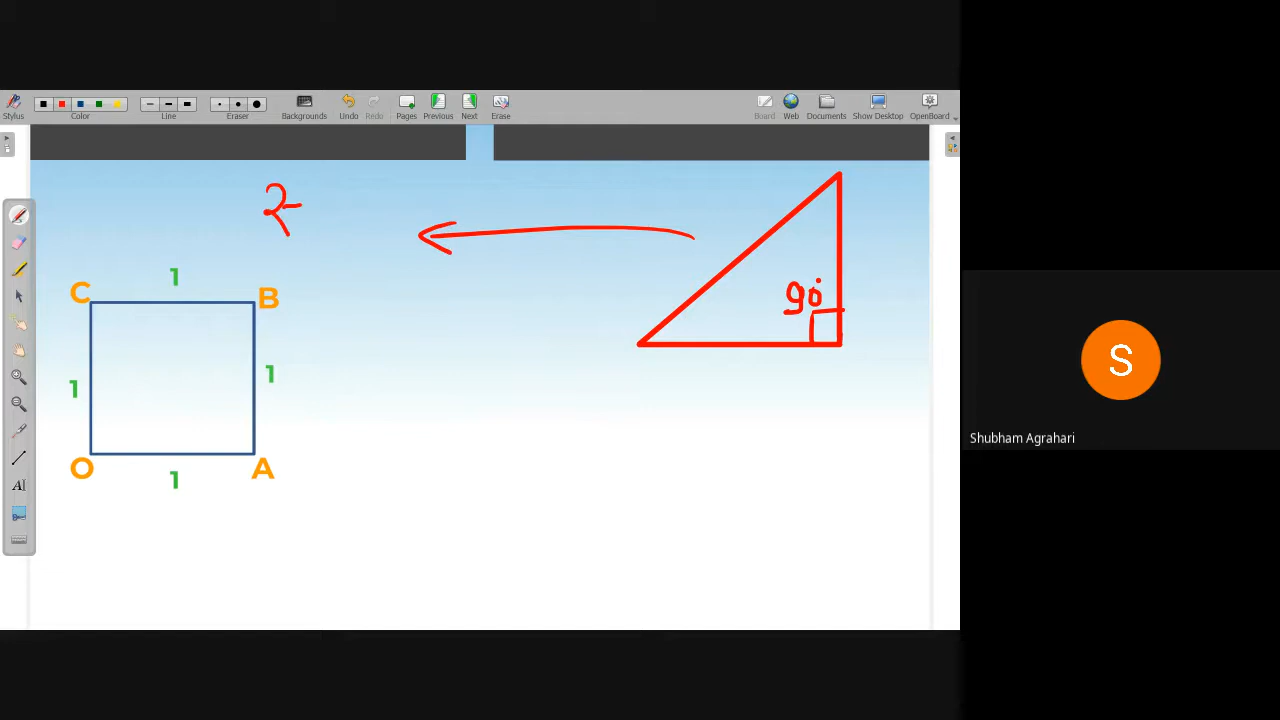 Stylus
Color
Line
Eraser
Backgrounds
Undo
Redo
Pages
Previous
Next
Erase
Board
Web
Documents
Show Desktop
OpenBoard
90°
C
1
B
1
1
O
1
A
AI
S
Shubham Agrahari